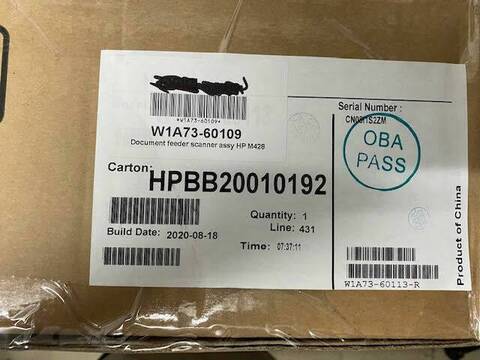 *W1A73-60109*
W1A73-60109
Document feeder scanner assy HP M428
Serial Number :
OBA
PASS
Carton:
HPBB20010192
Quantity: 1
Line: 431
Build Date: 2020-08-18
Time: 07:37:11
W1A73-60113-R
Product of China